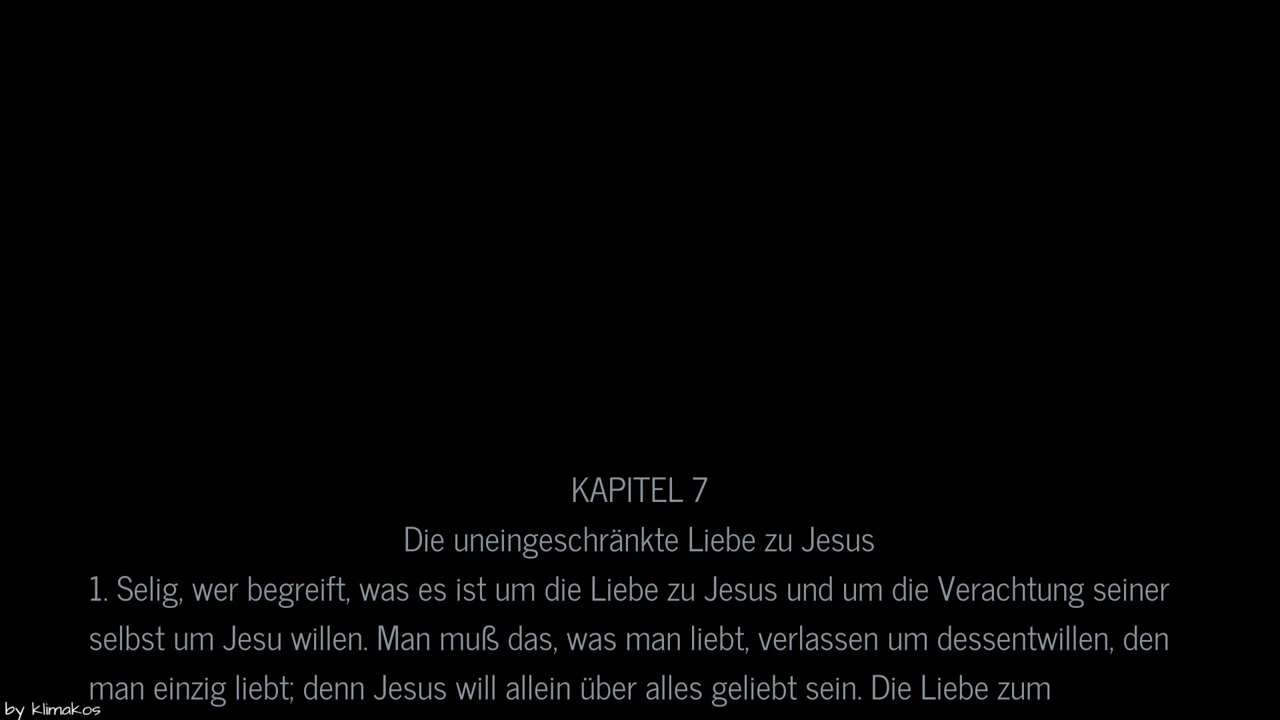 KAPITEL 7
Die uneingeschränkte Liebe zu Jesus
1. Selig, wer begreift, was es ist um die Liebe zu Jesus und um die Verachtung seiner
selbst um Jesu willen. Man muß das, was man liebt, verlassen um dessentwillen, den
man einzig liebt; denn Jesus will allein über alles geliebt sein. Die Liebe zum
by klimakos